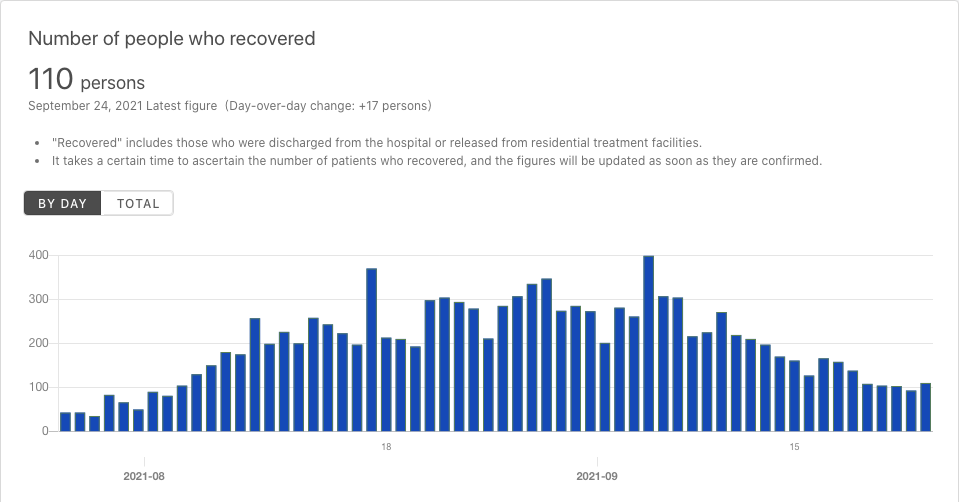 Number of people who recovered
110 persons
September 24, 2021 Latest figure (Day-over-day change: +17 persons)
• "Recovered" includes those who were discharged from the hospital or released from residential treatment facilities.
• It takes a certain time to ascertain the number of patients who recovered, and the figures will be updated as soon as they are confirmed.
BY DAY TOTAL
400
300
200
100
0
18 15
2021-08 2021-09